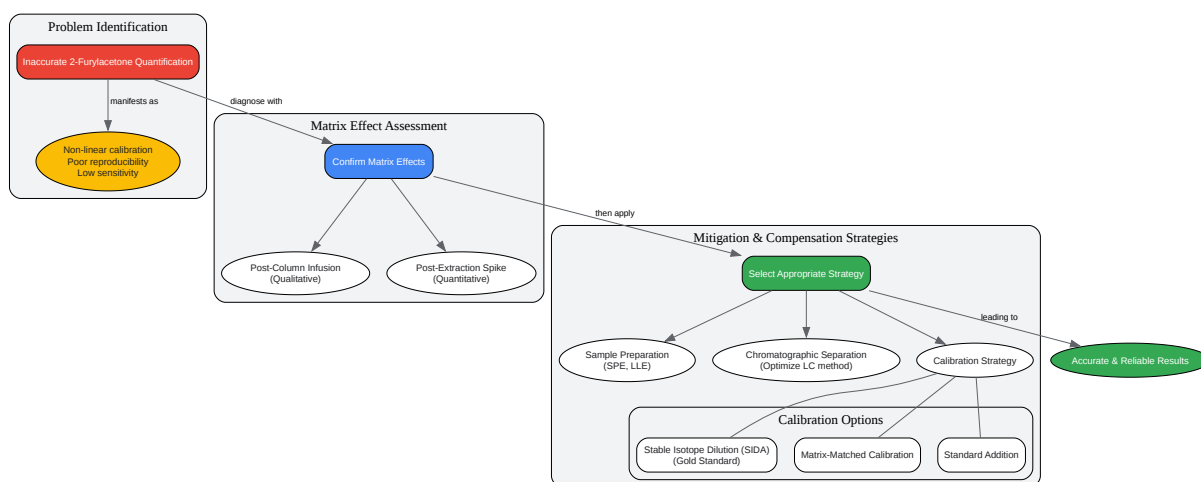 Problem Identification
Inaccurate 2-Furylacetone Quantification
manifests as
diagnose with
Non-linear calibration
Poor reproducibility
Low sensitivity
Matrix Effect Assessment
Confirm Matrix Effects
then apply
Post-Column Infusion
(Qualitative)
Post-Extraction Spike
(Quantitative)
Mitigation & Compensation Strategies
Select Appropriate Strategy
leading to
Sample Preparation
(SPE, LLE)
Chromatographic Separation
(Optimize LC method)
Calibration Strategy
Accurate & Reliable Results
Calibration Options
Stable Isotope Dilution (SIDA)
(Gold Standard)
Matrix-Matched Calibration
Standard Addition